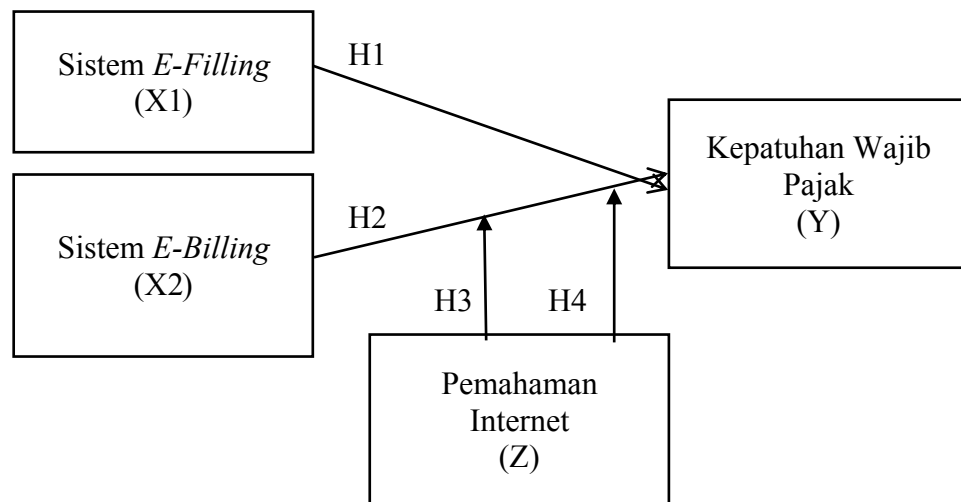 Sistem E-Filling
(X1)
H1
Kepatuhan Wajib
Pajak
(Y)
Sistem E-Billing
(X2)
H2
H3
H4
Pemahaman
Internet
(Z)